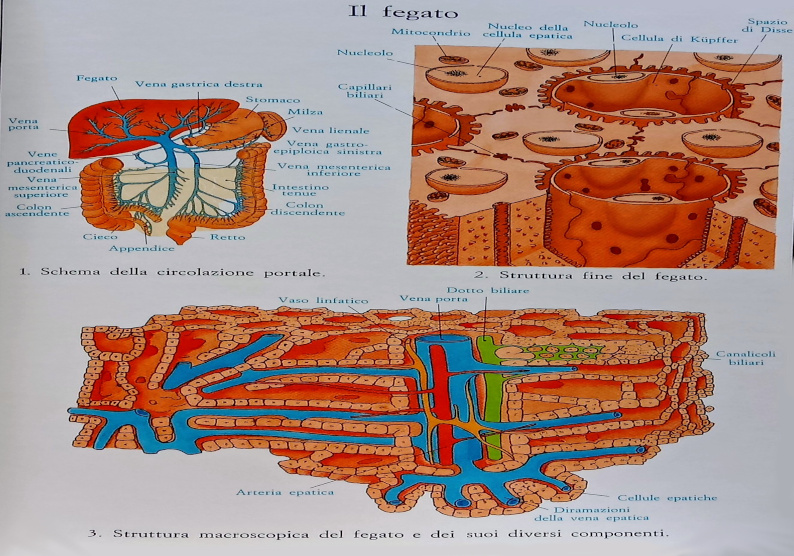 Il fegato
Fegato
Vena gastrica destra
Stomaco
Milza
Vena
porta
Vena lienale
Vena gastro-
epiploica sinistra
Vene
pancreatico-
duodenali
Vena mesenterica
inferiore
Vena
mesenterica
superiore
Intestino
tenue
Colon
ascendente
Colon
discendente
Cieco
Retto
Appendice
1. Schema della circolazione portale.
Mitocondrio
Nucleo della
cellula epatica
Nucleolo
Cellula di Küpffer
Spazio
di Disse
Nucleolo
Capillari
biliari
2. Struttura fine del fegato.
Vaso linfatico
Vena porta
Dotto biliare
Canalicoli
biliari
Arteria epatica
Cellule epatiche
Diramazioni
della vena epatica
3. Struttura macroscopica del fegato e dei suoi diversi componenti.